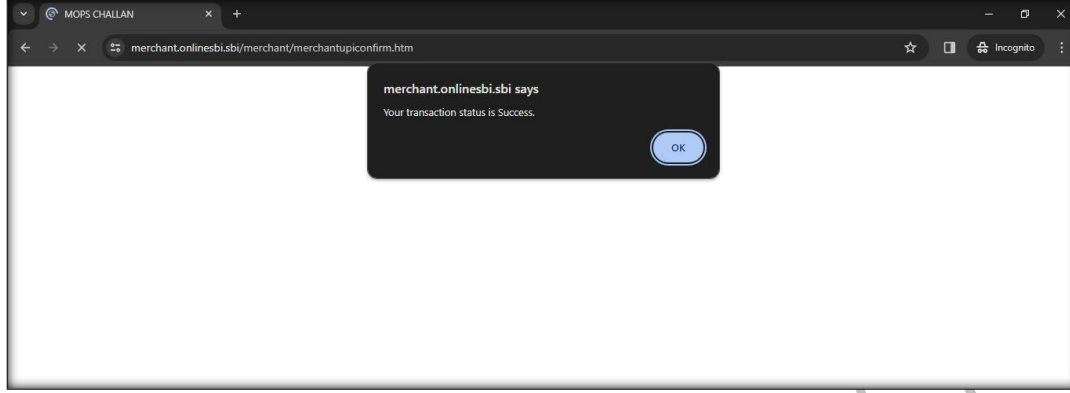 MOPS CHALLAN
merchant.onlinesbi.sbi/merchant/merchantupiconfirm.htm
Incognito
merchant.onlinesbi.sbi says
Your transaction status is Success.
OK